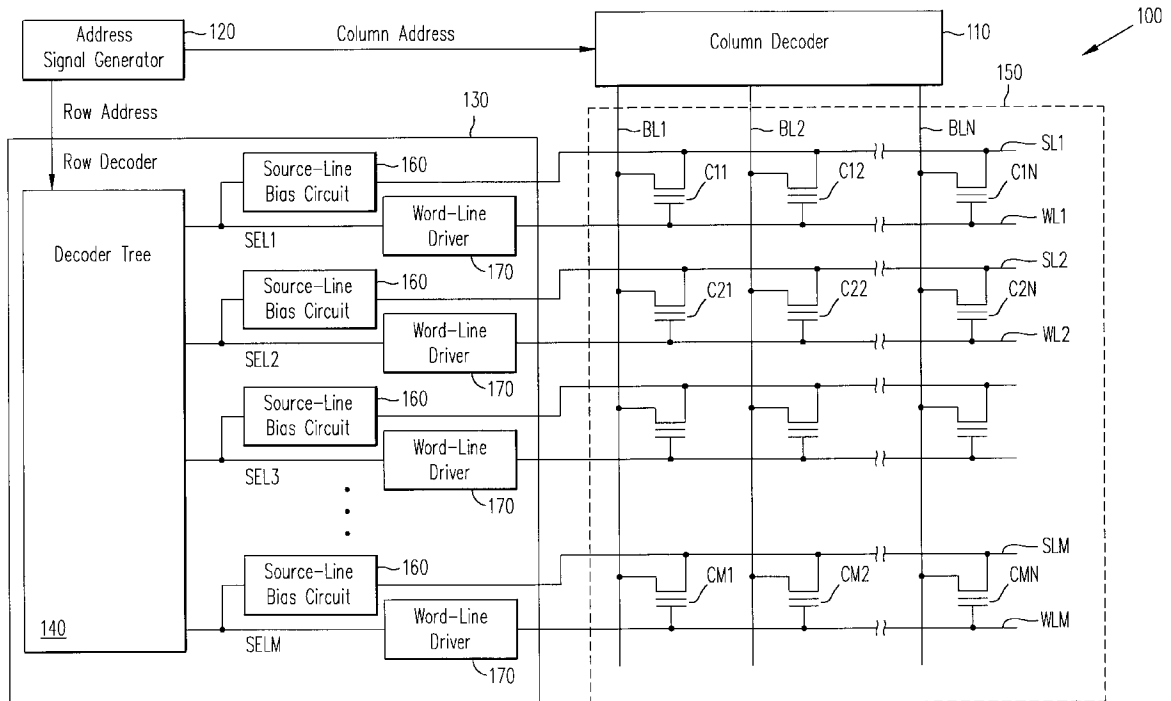 Address
Signal Generator
120
Column Address
Column Decoder
110
100
Row Address
130
150
Row Decoder
BL1
BL2
BLN
SL1
Source-Line
Bias Circuit
160
C11
C12
C1N
Word-Line
Driver
WL1
SEL1
170
Decoder Tree
SL2
Source-Line
Bias Circuit
160
C21
C22
C2N
Word-Line
Driver
WL2
SEL2
170
Source-Line
Bias Circuit
160
Word-Line
Driver
SEL3
170
SLM
Source-Line
Bias Circuit
160
CM1
CM2
CMN
140
Word-Line
Driver
WLM
SELM
170